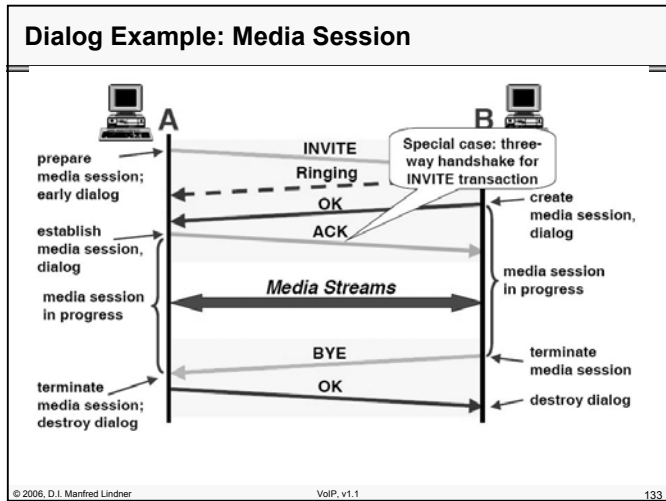 Dialog Example: Media Session
A
B
INVITE
Special case: three-
way handshake for
INVITE transaction
prepare
media session;
early dialog
Ringing
OK
create
media session,
dialog
establish
media session,
dialog
ACK
media session
in progress
Media Streams
media session
in progress
BYE
terminate
media session
terminate
media session;
destroy dialog
OK
destroy dialog
© 2006, D.I. Manfred Lindner
VoIP, v1.1
133